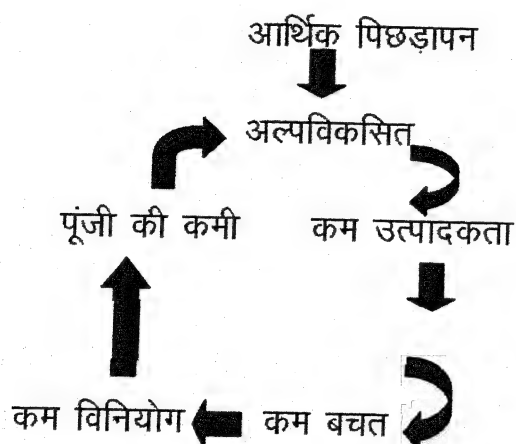 आर्थिक पिछड़ापन
अल्पविकसित
पूंजी की कमी कम उत्पादकता
कम विनियोग कम बचत